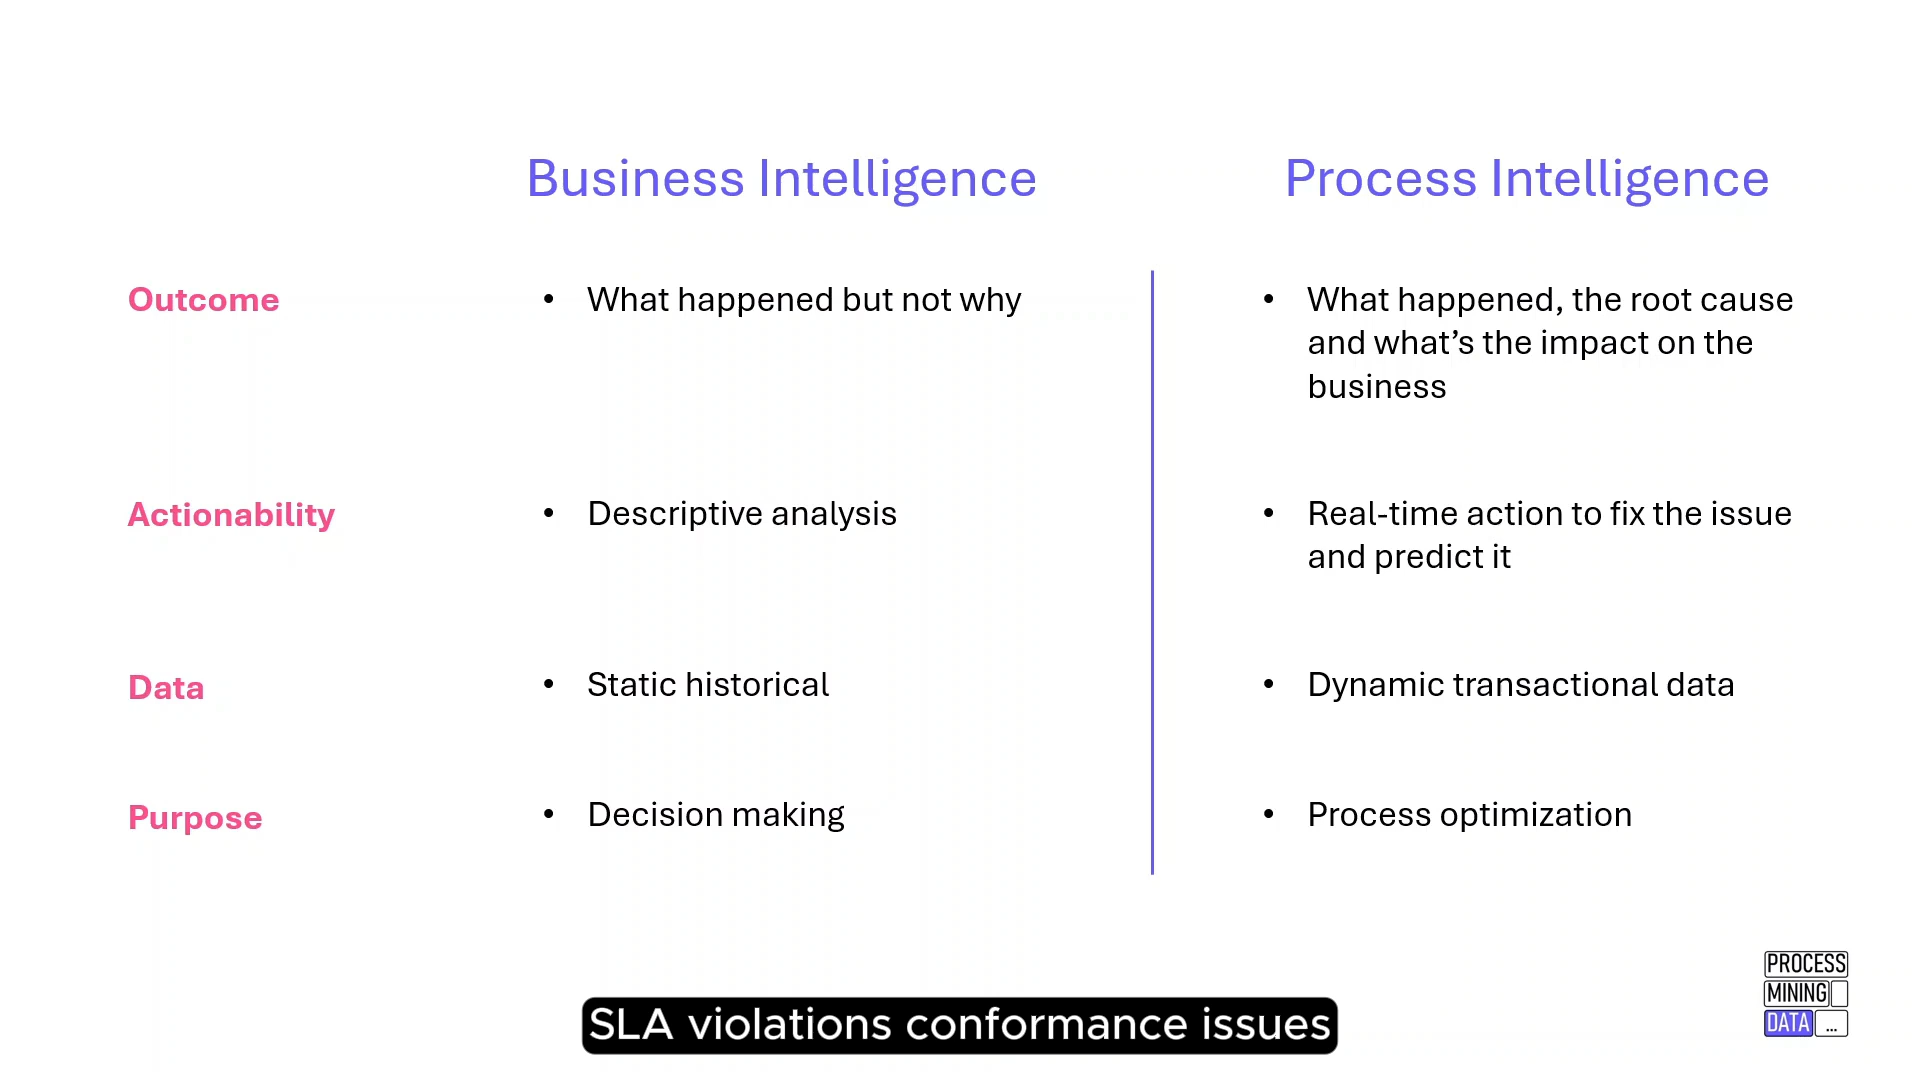 Business Intelligence
Process Intelligence
Outcome
• What happened but not why
• What happened, the root cause
and what’s the impact on the
business
Actionability
• Descriptive analysis
• Real-time action to fix the issue
and predict it
Data
• Static historical
• Dynamic transactional data
Purpose
• Decision making
• Process optimization
PROCESS
MINING
DATA ...
SLA violations conformance issues